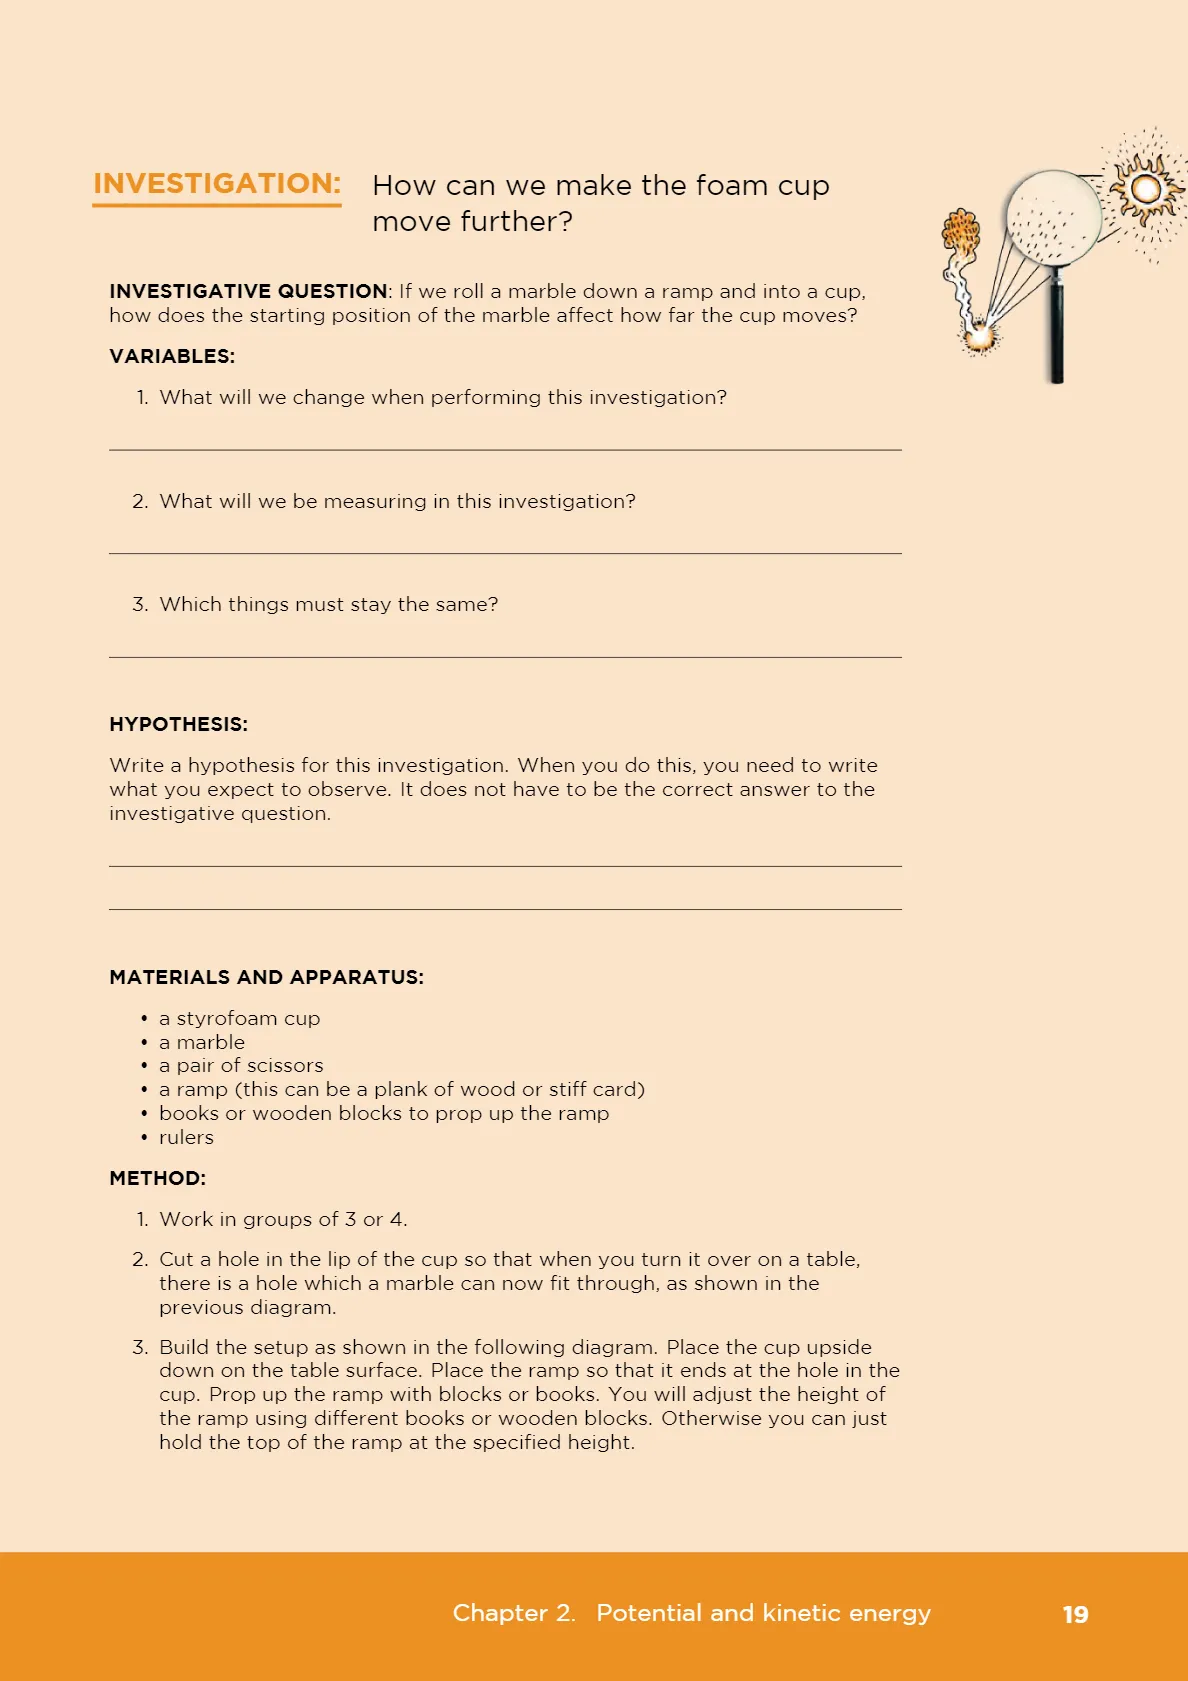 INVESTIGATION:
How can we make the foam cup
move further?
INVESTIGATIVE QUESTION: If we roll a marble down a ramp and into a cup,
how does the starting position of the marble affect how far the cup moves?
VARIABLES:
1. What will we change when performing this investigation?
2. What will we be measuring in this investigation?
3. Which things must stay the same?
HYPOTHESIS:
Write a hypothesis for this investigation. When you do this, you need to write
what you expect to observe. It does not have to be the correct answer to the
investigative question.
MATERIALS AND APPARATUS:
• a styrofoam cup
• a marble
• a pair of scissors
• a ramp (this can be a plank of wood or stiff card)
• books or wooden blocks to prop up the ramp
• rulers
METHOD:
1. Work in groups of 3 or 4.
2. Cut a hole in the lip of the cup so that when you turn it over on a table,
there is a hole which a marble can now fit through, as shown in the
previous diagram.
3. Build the setup as shown in the following diagram. Place the cup upside
down on the table surface. Place the ramp so that it ends at the hole in the
cup. Prop up the ramp with blocks or books. You will adjust the height of
the ramp using different books or wooden blocks. Otherwise you can just
hold the top of the ramp at the specified height.
Chapter 2. Potential and kinetic energy
19